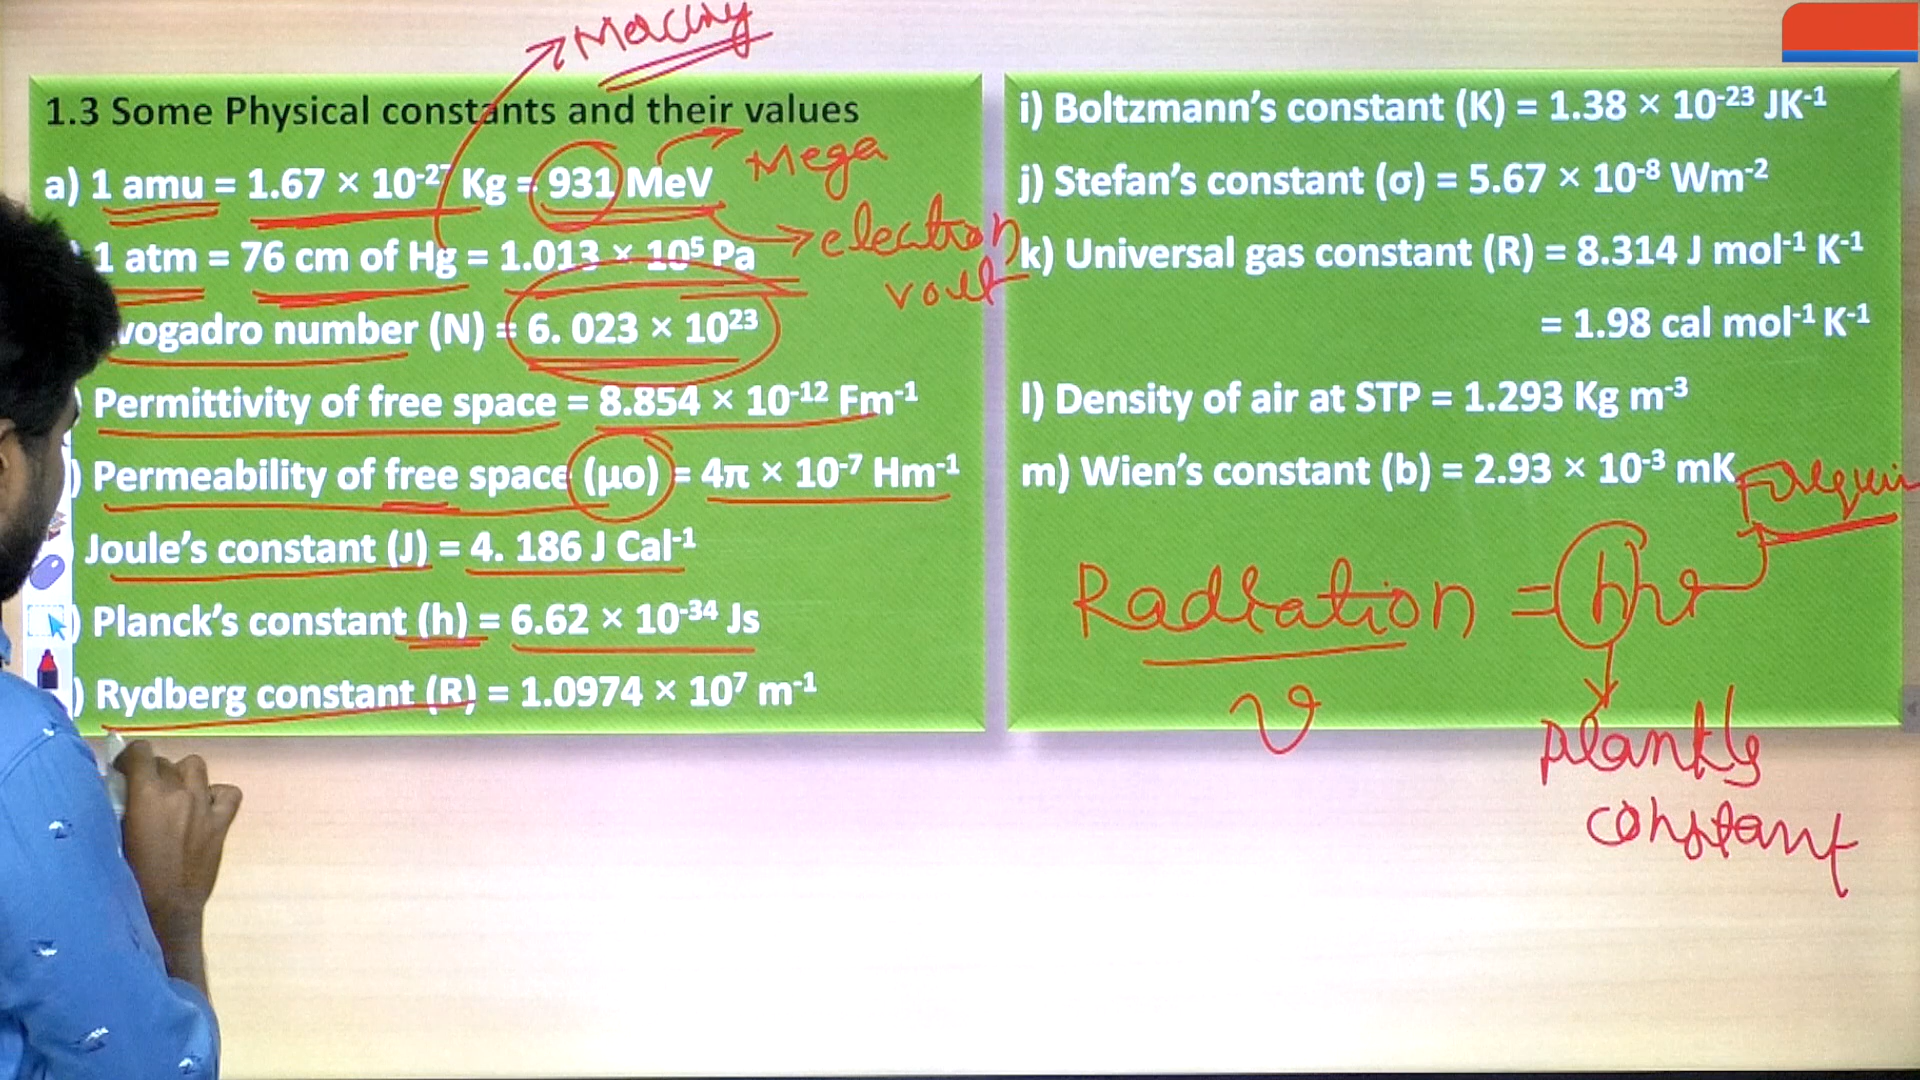 Mercury
1.3 Some Physical constants and their values
a) 1 amu = 1.67 × 10⁻²⁷ Kg = 931 MeV
Mega
1 atm = 76 cm of Hg = 1.013 × 10⁵ Pa
electron
volt
vogadro number (N) = 6. 023 × 10²³
) Permittivity of free space = 8.854 × 10⁻¹² Fm⁻¹
) Permeability of free space (μo) = 4π × 10⁻⁷ Hm⁻¹
Joule’s constant (J) = 4. 186 J Cal⁻¹
) Planck’s constant (h) = 6.62 × 10⁻³⁴ Js
) Rydberg constant (R) = 1.0974 × 10⁷ m⁻¹
i) Boltzmann’s constant (K) = 1.38 × 10⁻²³ JK⁻¹
j) Stefan’s constant (σ) = 5.67 × 10⁻⁸ Wm⁻²
k) Universal gas constant (R) = 8.314 J mol⁻¹ K⁻¹
= 1.98 cal mol⁻¹ K⁻¹
l) Density of air at STP = 1.293 Kg m⁻³
m) Wien’s constant (b) = 2.93 × 10⁻³ mK
Radiation = h
ν
constant